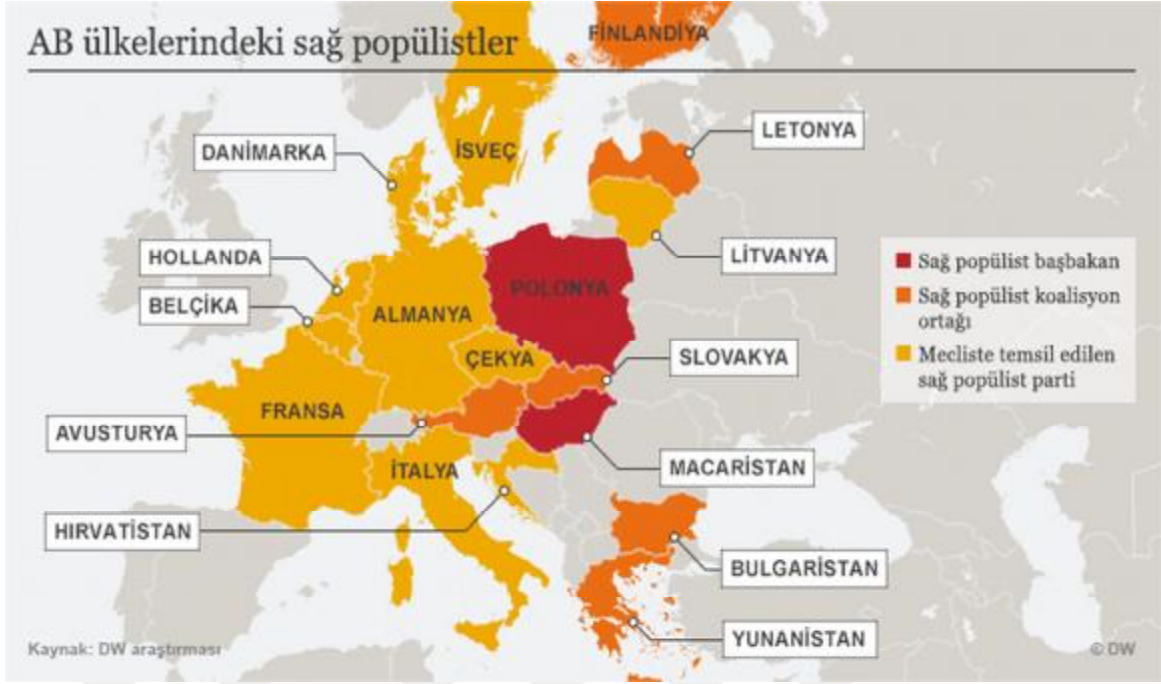 AB ülkelerindeki sağ popülistler
FİNLANDİYA
LETONYA
DANİMARKA
İSVEÇ
HOLLANDA
LİTVANYA
BELÇİKA
POLONYA
ALMANYA
ÇEKYA
SLOVAKYA
FRANSA
AVUSTURYA
İTALYA
MACARİSTAN
HIRVATİSTAN
BULGARİSTAN
YUNANİSTAN
Sağ popülist başbakan
Sağ popülist koalisyon
ortağı
Mecliste temsil edilen
sağ popülist parti
Kaynak: DW araştırması
© DW